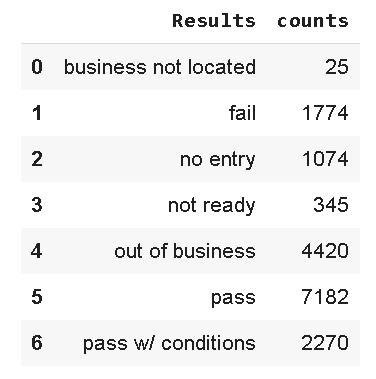 Results counts
0 business not located 25
1 fail 1774
2 no entry 1074
3 not ready 345
4 out of business 4420
5 pass 7182
6 pass w/ conditions 2270